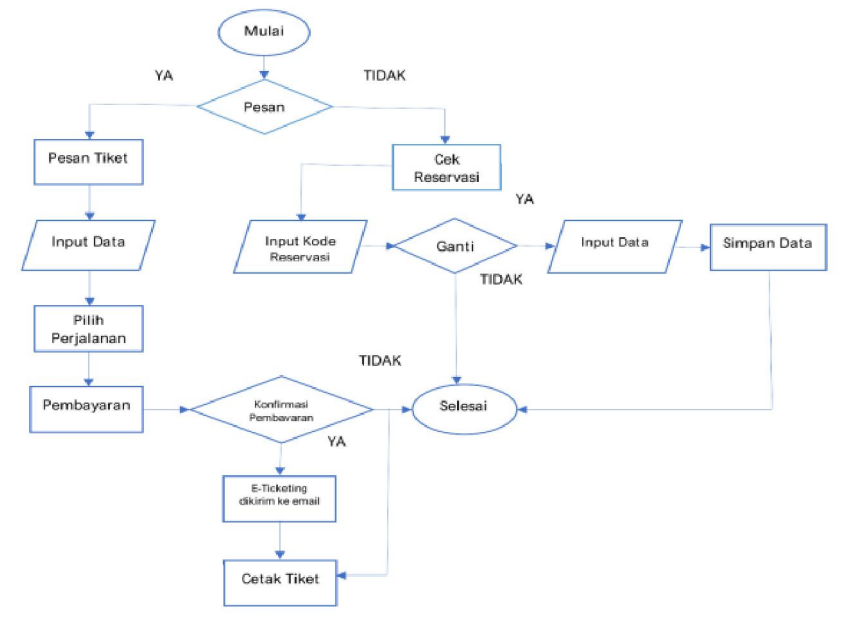 Mulai
YA
TIDAK
Pesan
Pesan Tiket
Cek
Reservasi
YA
Input Data
Input Kode
Reservasi
Ganti
Input Data
Simpan Data
TIDAK
Pilih
Perjalanan
TIDAK
Pembayaran
Konfirmasi
Pembavaran
Selesai
YA
E-Ticketing
dikirim ke email
Cetak Tiket